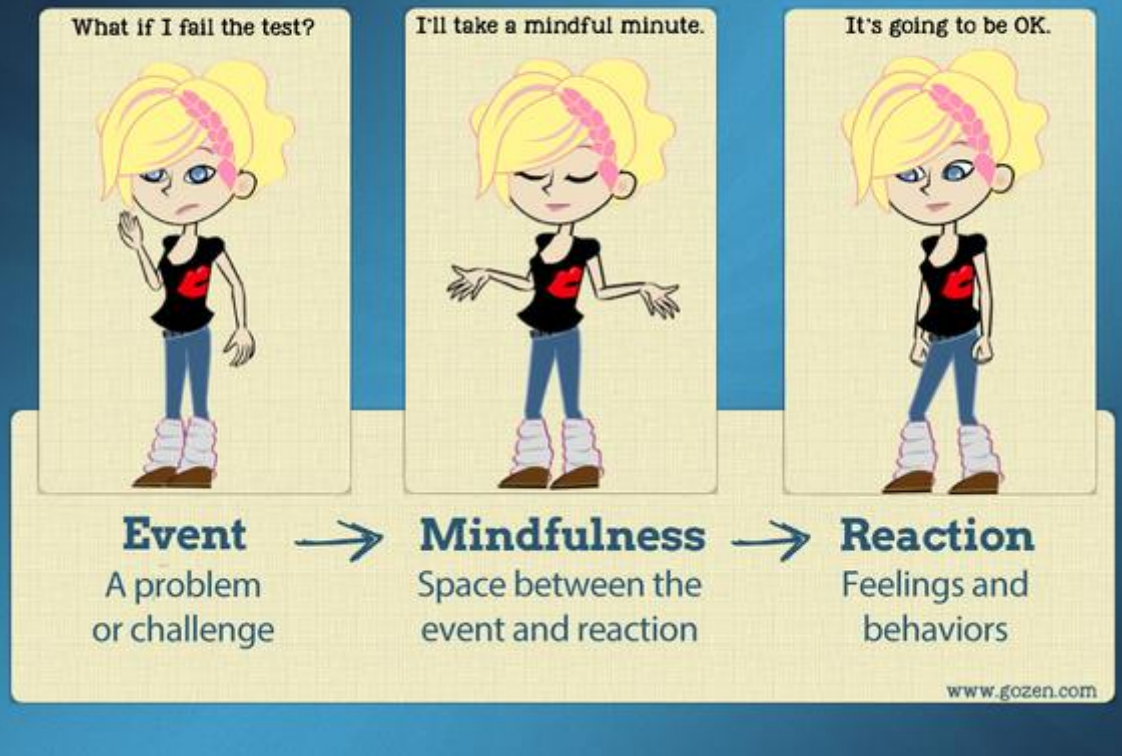 What if I fail the test?
I'll take a mindful minute.
It's going to be OK.
Event
A problem
or challenge
Mindfulness
Space between the
event and reaction
Reaction
Feelings and
behaviors
www.gozen.com